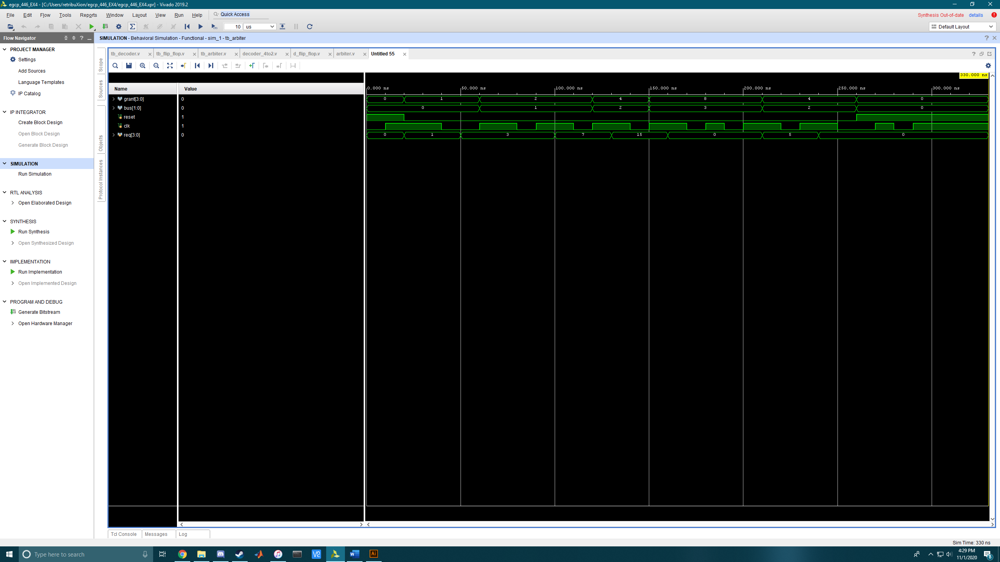 egcp_446_EX4 - [C:/Users/retribuXion/egcp_446_EX4/egcp_446_EX4.xpr] - Vivado 2019.2
File Edit Flow Tools Reports Window Layout View Run Help Quick Access
Synthesis Out-of-date details
10 us
Default Layout
Flow Navigator
SIMULATION - Behavioral Simulation - Functional - sim_1 - tb_arbiter
PROJECT MANAGER
Settings
Add Sources
Language Templates
IP Catalog
IP INTEGRATOR
Create Block Design
Open Block Design
Generate Block Design
SIMULATION
Run Simulation
RTL ANALYSIS
Open Elaborated Design
SYNTHESIS
Run Synthesis
Open Synthesized Design
IMPLEMENTATION
Run Implementation
Open Implemented Design
PROGRAM AND DEBUG
Generate Bitstream
Open Hardware Manager
Scope
Sources
Objects
Protocol Instances
tb_decoder.v tb_flip_flop.v tb_arbiter.v decoder_4to2.v d_flip_flop.v arbiter.v Untitled 55
330.000 ns
Name Value
0.000 ns 50.000 ns 100.000 ns 150.000 ns 200.000 ns 250.000 ns 300.000 ns
grant[3:0] 0 0 1 2 4 8 4 0
bus[1:0] 0 0 1 2 3 2 0
reset 1
clk 1
req[3:0] 0 0 1 3 7 15 0 5 0
Tcl Console Messages Log
Sim Time: 330 ns
Type here to search
Ai
4:29 PM
11/1/2020
8